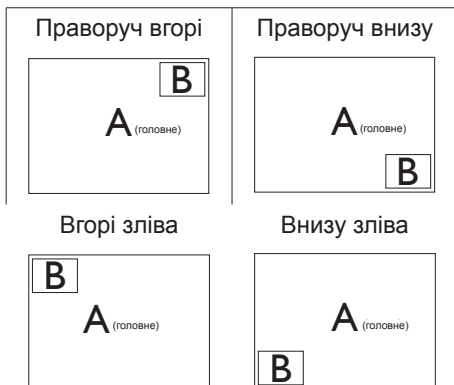 Праворуч вгорі
B
A (головне)
Праворуч внизу
A (головне)
B
Вгорі зліва
B
A (головне)
Внизу зліва
A (головне)
B